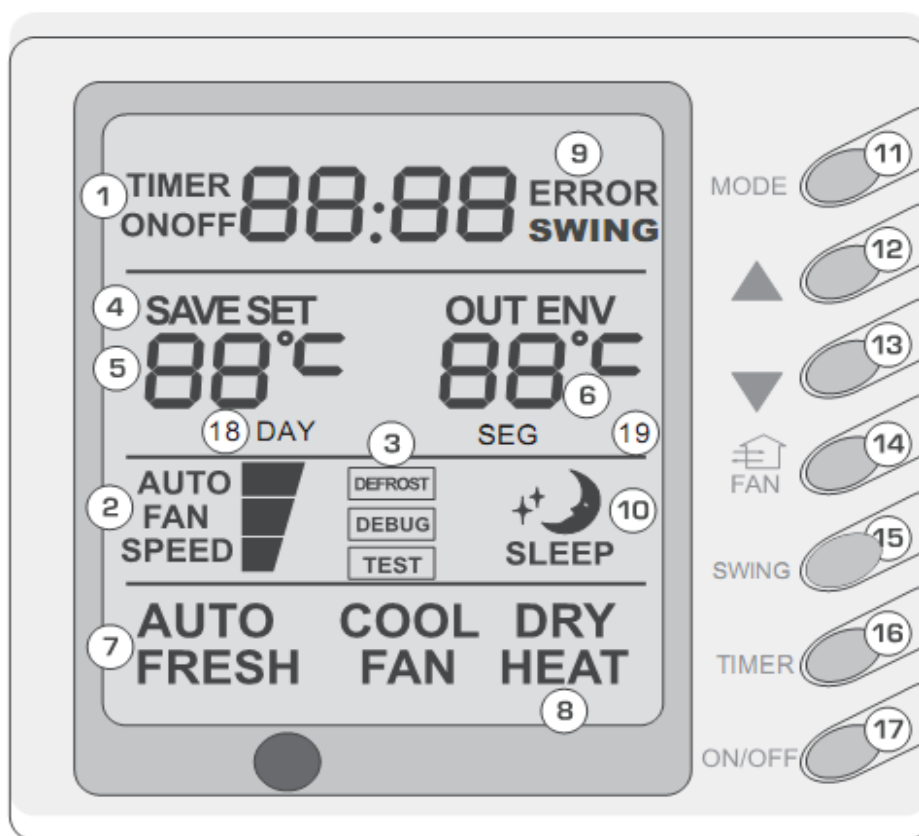 9
1 TIMER 88:88 ERROR
ONOFF SWING
4 SAVE SET OUT ENV
5 88°C 88°C
6
18 DAY SEG 19
3
AUTO DEFROST
2 FAN DEBUG 10
SPEED TEST SLEEP
AUTO COOL DRY
7 FRESH FAN HEAT
8
MODE 11
12
13
FAN 14
SWING 15
TIMER 16
ON/OFF 17